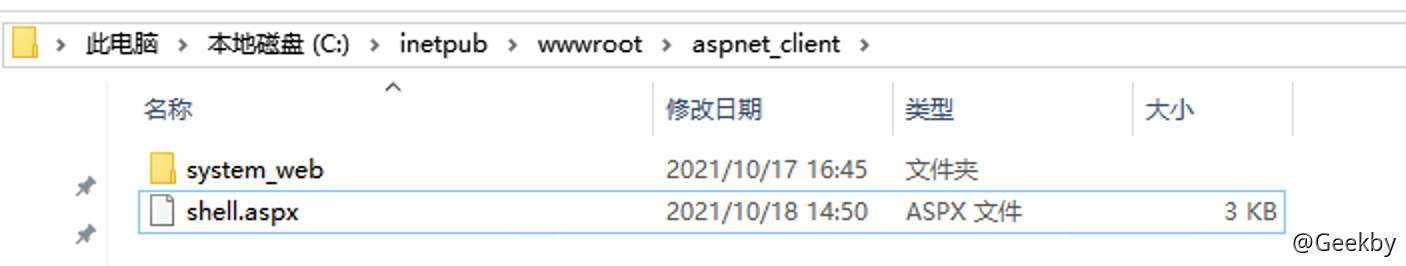 此电脑 › 本地磁盘 (C:) › inetpub › wwwroot › aspnet_client ›
名称 修改日期 类型 大小
system_web 2021/10/17 16:45 文件夹
shell.aspx 2021/10/18 14:50 ASPX 文件 3 KB
@Geekby